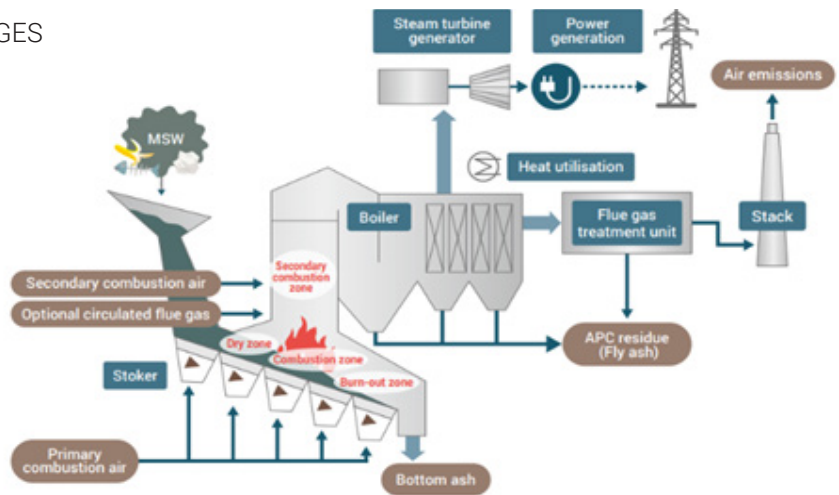 GES
Steam turbine
generator
Power
generation
Air emissions
MSW
Heat utilisation
Boiler
Flue gas
treatment unit
Stack
Secondary
combustion
zone
Secondary combustion air
Optional circulated flue gas
Dry zone
Combustion zone
Burn-out zone
APC residue
(Fly ash)
Stoker
Primary
combustion air
Bottom ash